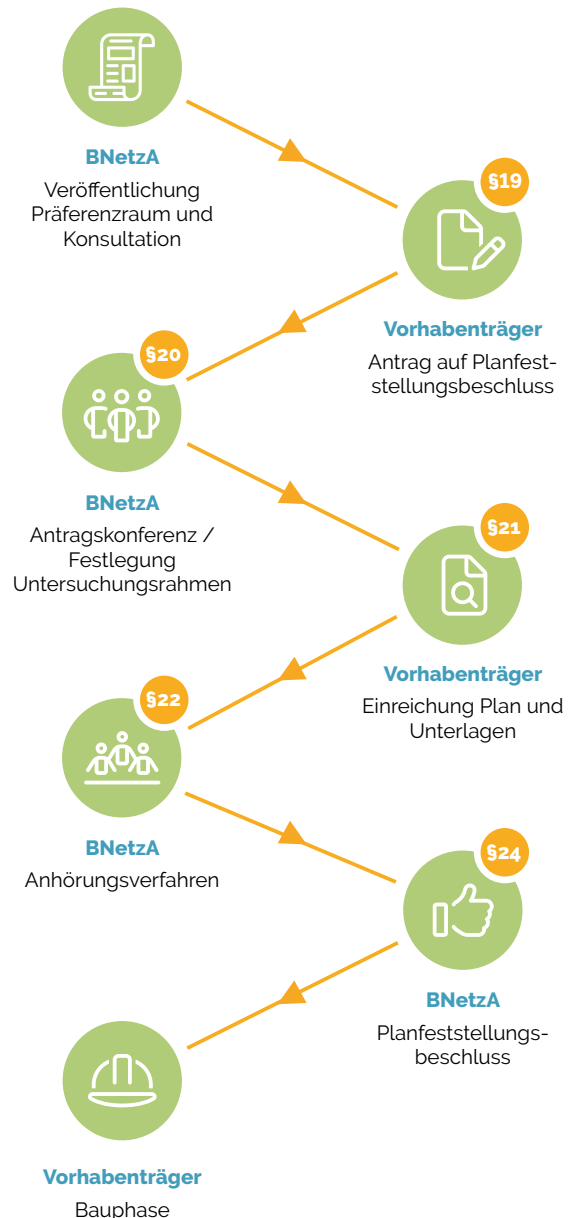 BNetzA
Veröffentlichung
Präferenzraum und
Konsultation
§19
Vorhabenträger
Antrag auf Planfest-
stellungsbeschluss
§20
BNetzA
Antragskonferenz /
Festlegung
Untersuchungsrahmen
§21
Vorhabenträger
Einreichung Plan und
Unterlagen
§22
BNetzA
Anhörungsverfahren
§24
BNetzA
Planfeststellungs-
beschluss
Vorhabenträger
Bauphase